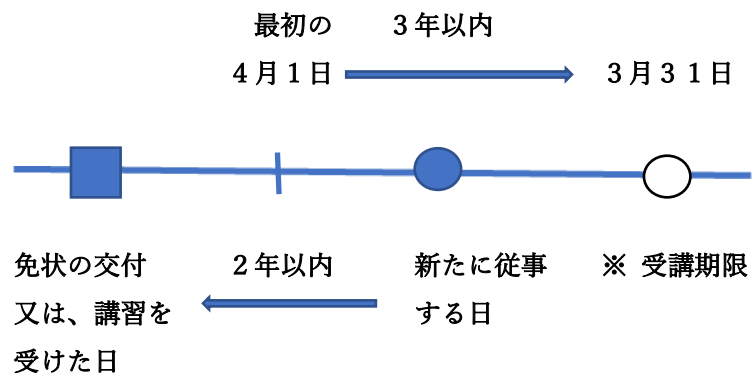 最初の ３年以内
４月１日 ３月３１日
免状の交付 ２年以内 新たに従事 ※ 受講期限
又は、講習を する日
受けた日